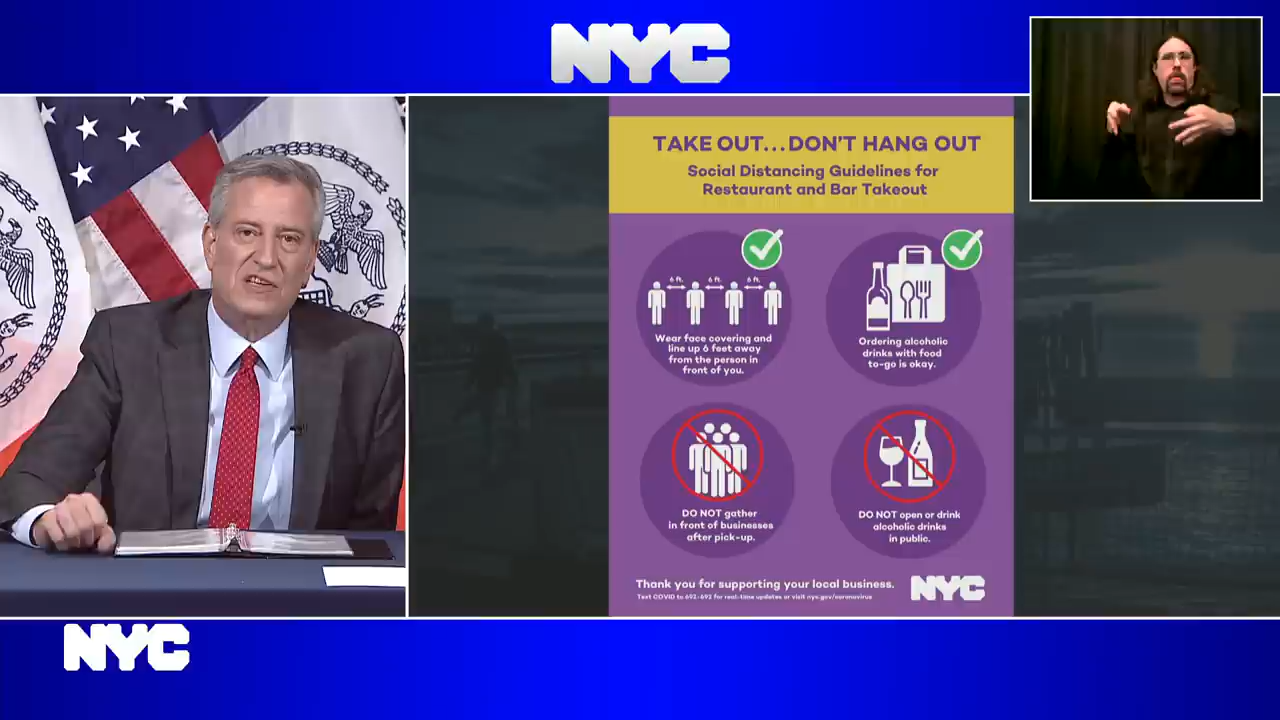 NYC
TAKE OUT...DON'T HANG OUT
Social Distancing Guidelines for
Restaurant and Bar Takeout
6 ft. 6 ft. 6 ft.
Wear face covering and
line up 6 feet away
from the person in
front of you.
Ordering alcoholic
drinks with food
to-go is okay.
DO NOT gather
in front of businesses
after pick-up.
DO NOT open or drink
alcoholic drinks
in public.
Thank you for supporting your local business.
Text COVID to 692-692 for real-time updates or visit nyc.gov/coronavirus
NYC
NYC